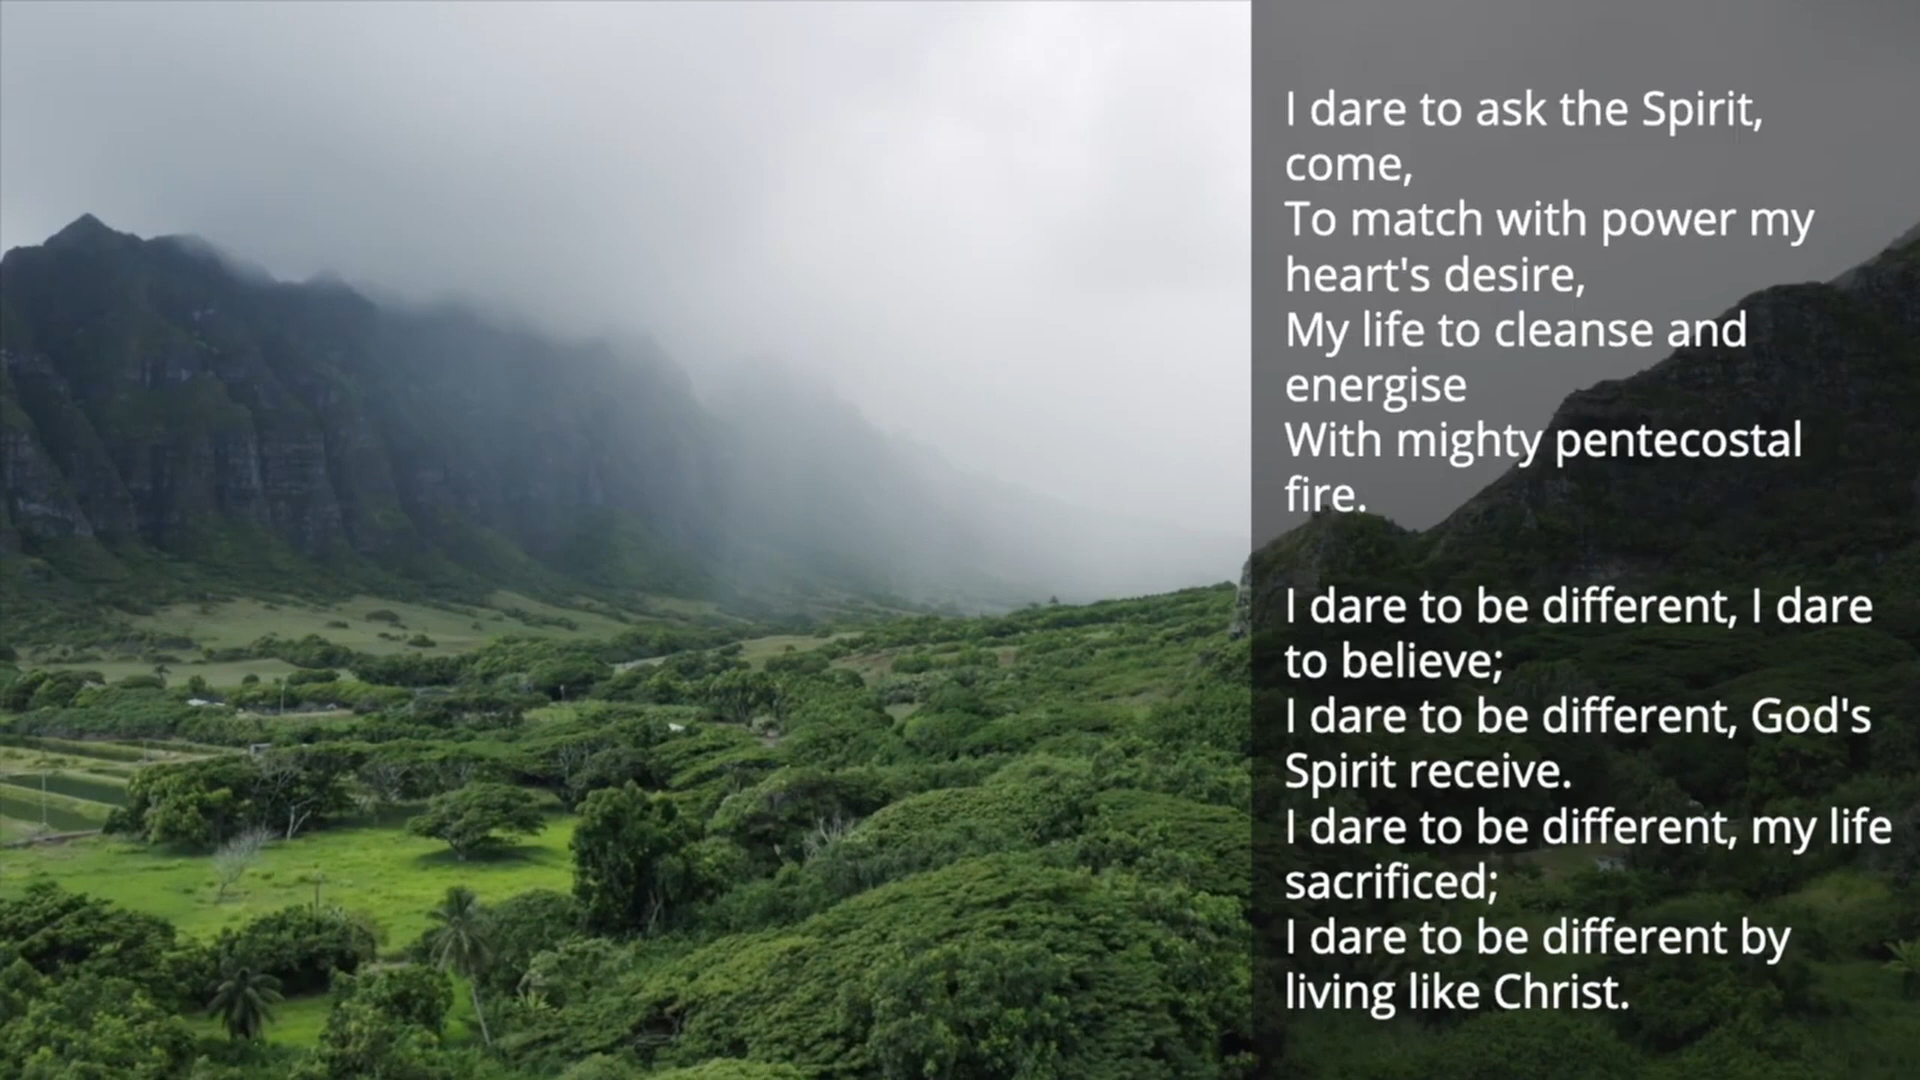 I dare to ask the Spirit,
come,
To match with power my
heart's desire,
My life to cleanse and
energise
With mighty pentecostal
fire.
I dare to be different, I dare
to believe;
I dare to be different, God's
Spirit receive.
I dare to be different, my life
sacrificed;
I dare to be different by
living like Christ.